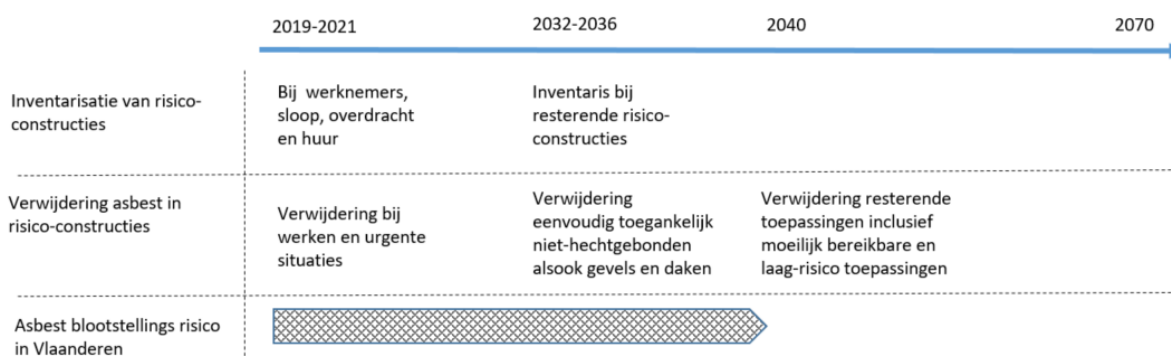 2019-2021
2032-2036
2040
2070
Inventarisatie van risico-
constructies
Bij werknemers,
sloop, overdracht
en huur
Inventaris bij
resterende risico-
constructies
Verwijdering asbest in
risico-constructies
Verwijdering bij
werken en urgente
situaties
Verwijdering
eenvoudig toegankelijk
niet-hechtgebonden
alsook gevels en daken
Verwijdering resterende
toepassingen inclusief
moeilijk bereikbare en
laag-risico toepassingen
Asbest blootstellings risico
in Vlaanderen